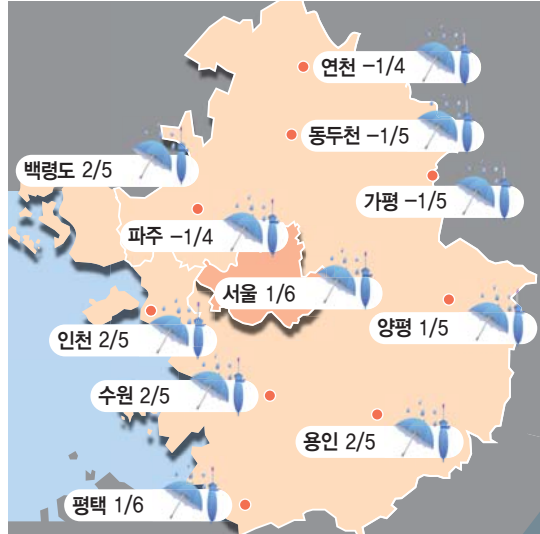 연천 −1/4
동두천 −1/5
백령도 2/5
가평 −1/5
파주 −1/4
서울 1/6
양평 1/5
인천 2/5
수원 2/5
용인 2/5
평택 1/6